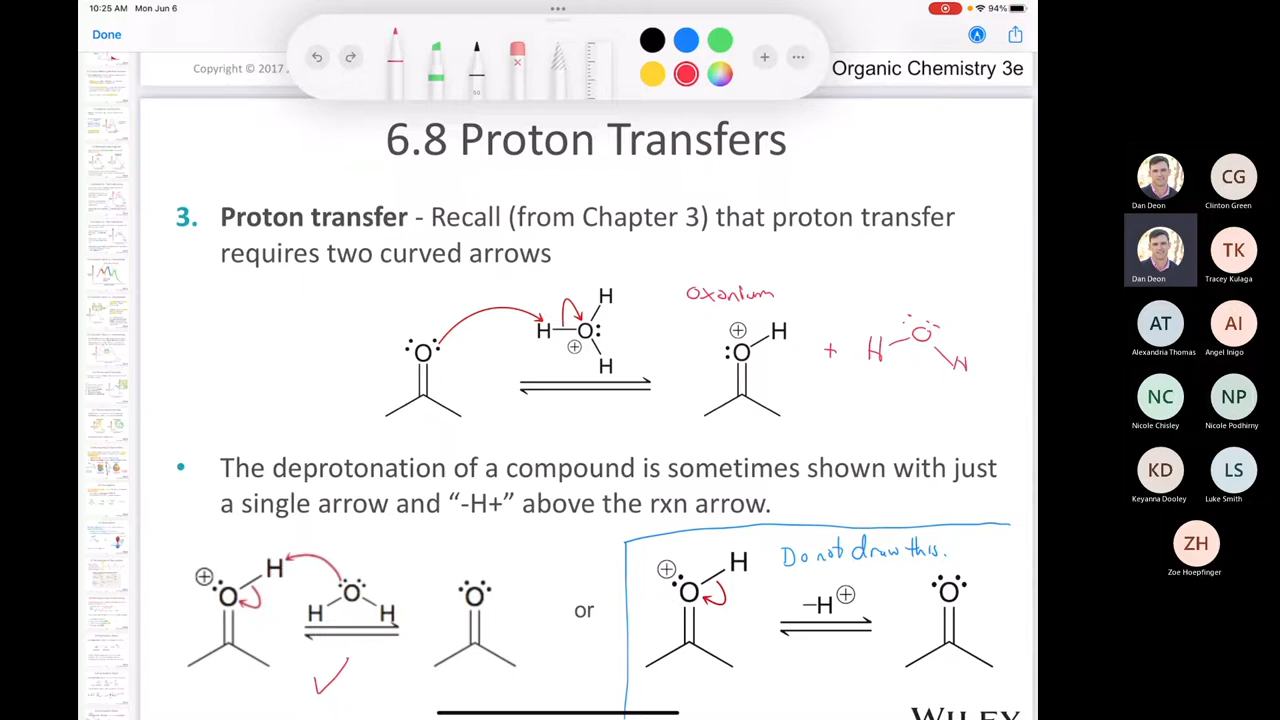 10:25 AM Mon Jun 6
94%
Done
Copyright © 20
Organic Chemistry 3e
6.8 Proton Transfers
3. Proton transfer - Recall (from Chapter 3) that proton transfer
requires two curved arrows
Oxonium
H
H O
H
O
O H
+ H O H
• The deprotonation of a compound is sometimes shown with just
a single arrow and “-H+” above the rxn arrow.
Do not draw this.
H
O
O
H H
O
or
H
O
–H
O
WILEY
Dan Deon
CG
Clinton Green
Dan Deon
TK
Tracey Kulaga
AT
Alexandria Thomas
AI
Angel Inigo
NC
Nicole Chisley
NP
Nicole Podhirny
KD
Keyanna Dooley
LS
Luke Smith
ZH
Zoe Hoepfinger